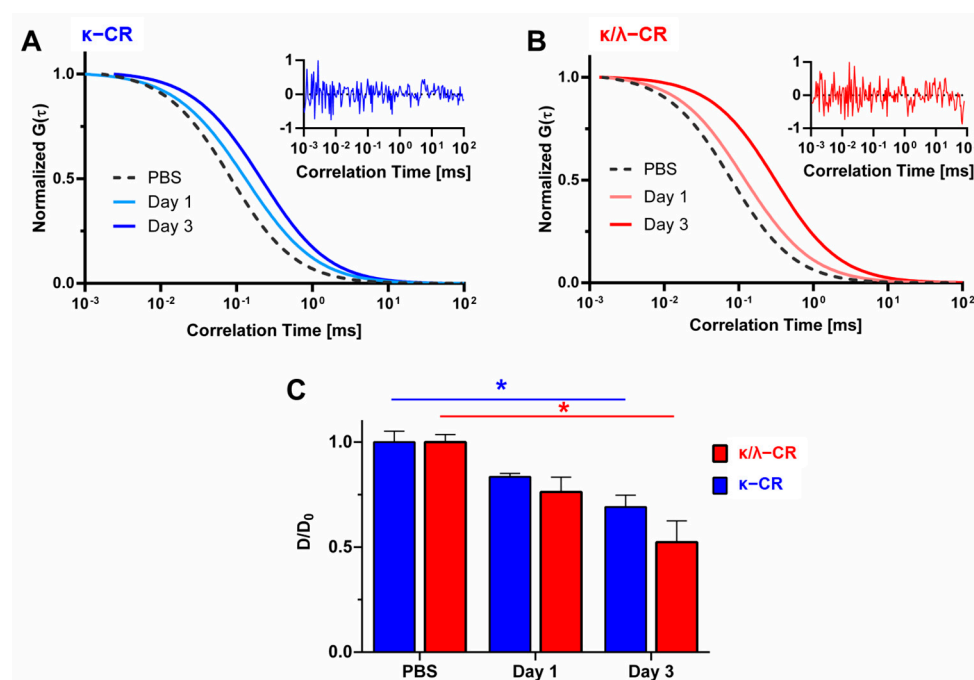 A
κ−CR
Normalized G(τ)
1.0
0.5
0.0
PBS
Day 1
Day 3
10⁻³
10⁻²
10⁻¹
10⁰
10¹
10²
Correlation Time [ms]
1
0
-1
10⁻³ 10⁻² 10⁻¹ 10⁰ 10¹ 10²
Correlation Time [ms]
B
κ/λ−CR
Normalized G(τ)
1.0
0.5
0.0
PBS
Day 1
Day 3
10⁻³
10⁻²
10⁻¹
10⁰
10¹
10²
Correlation Time [ms]
1
0
-1
10⁻³ 10⁻² 10⁻¹ 10⁰ 10¹ 10²
Correlation Time [ms]
C
*
*
D/D₀
1.0
0.5
0.0
PBS
Day 1
Day 3
κ/λ−CR
κ−CR